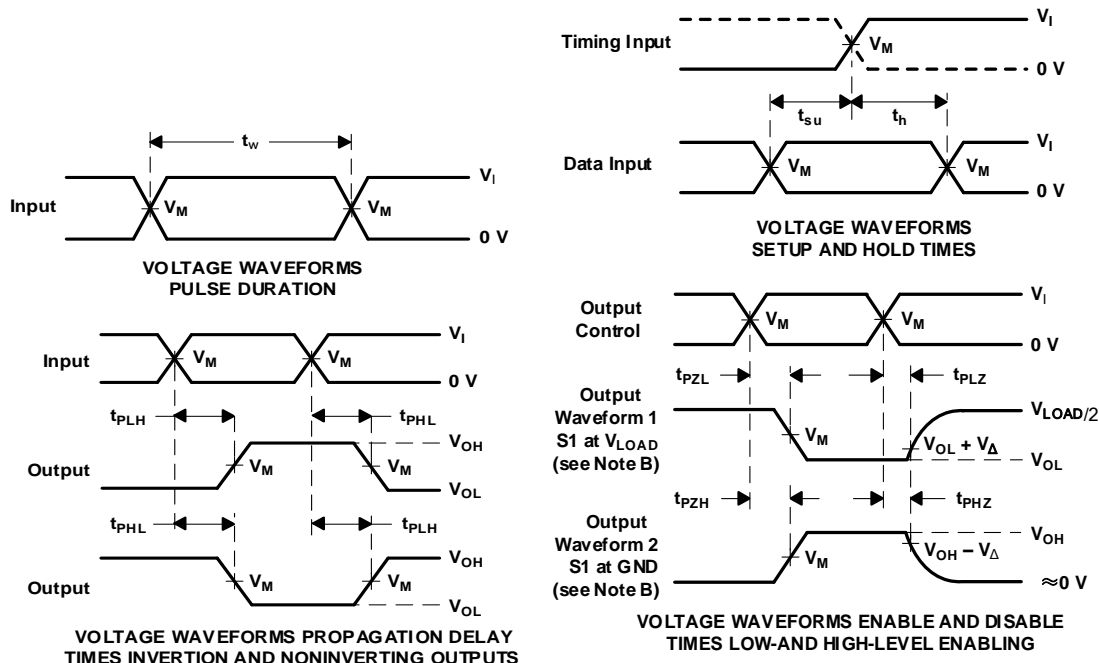 t_w
V_I
Input
V_M
V_M
0 V
VOLTAGE WAVEFORMS
PULSE DURATION
V_I
Timing Input
V_M
0 V
t_su
t_h
V_I
Data Input
V_M
V_M
0 V
VOLTAGE WAVEFORMS
SETUP AND HOLD TIMES
V_I
Input
V_M
V_M
0 V
t_PLH
t_PHL
V_OH
Output
V_M
V_M
V_OL
t_PHL
t_PLH
V_OH
Output
V_M
V_M
V_OL
VOLTAGE WAVEFORMS PROPAGATION DELAY
TIMES INVERTION AND NONINVERTING OUTPUTS
V_I
Output
Control
V_M
V_M
0 V
t_PZL
t_PLZ
Output
Waveform 1
S1 at V_LOAD
(see Note B)
V_LOAD/2
V_M
V_OL + V_Δ
V_OL
t_PZH
t_PHZ
Output
Waveform 2
S1 at GND
(see Note B)
V_OH
V_M
V_OH – V_Δ
≈0 V
VOLTAGE WAVEFORMS ENABLE AND DISABLE
TIMES LOW-AND HIGH-LEVEL ENABLING